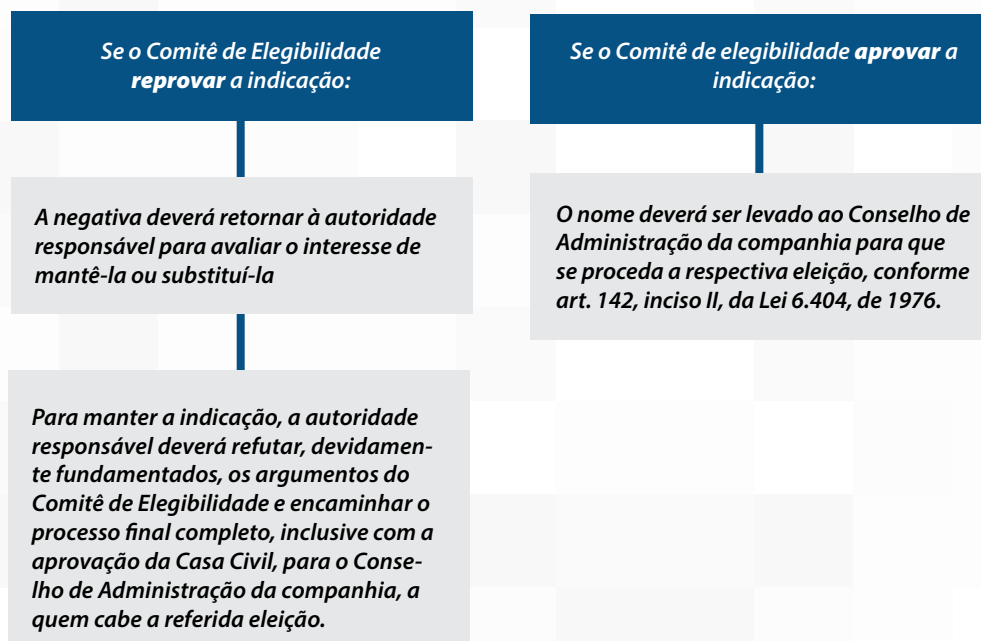 Se o Comitê de Elegibilidade
reprovar a indicação:
A negativa deverá retornar à autoridade
responsável para avaliar o interesse de
mantê-la ou substituí-la
Para manter a indicação, a autoridade
responsável deverá refutar, devidamen-
te fundamentados, os argumentos do
Comitê de Elegibilidade e encaminhar o
processo final completo, inclusive com a
aprovação da Casa Civil, para o Conse-
lho de Administração da companhia, a
quem cabe a referida eleição.
Se o Comitê de elegibilidade aprovar a
indicação:
O nome deverá ser levado ao Conselho de
Administração da companhia para que
se proceda a respectiva eleição, conforme
art. 142, inciso II, da Lei 6.404, de 1976.